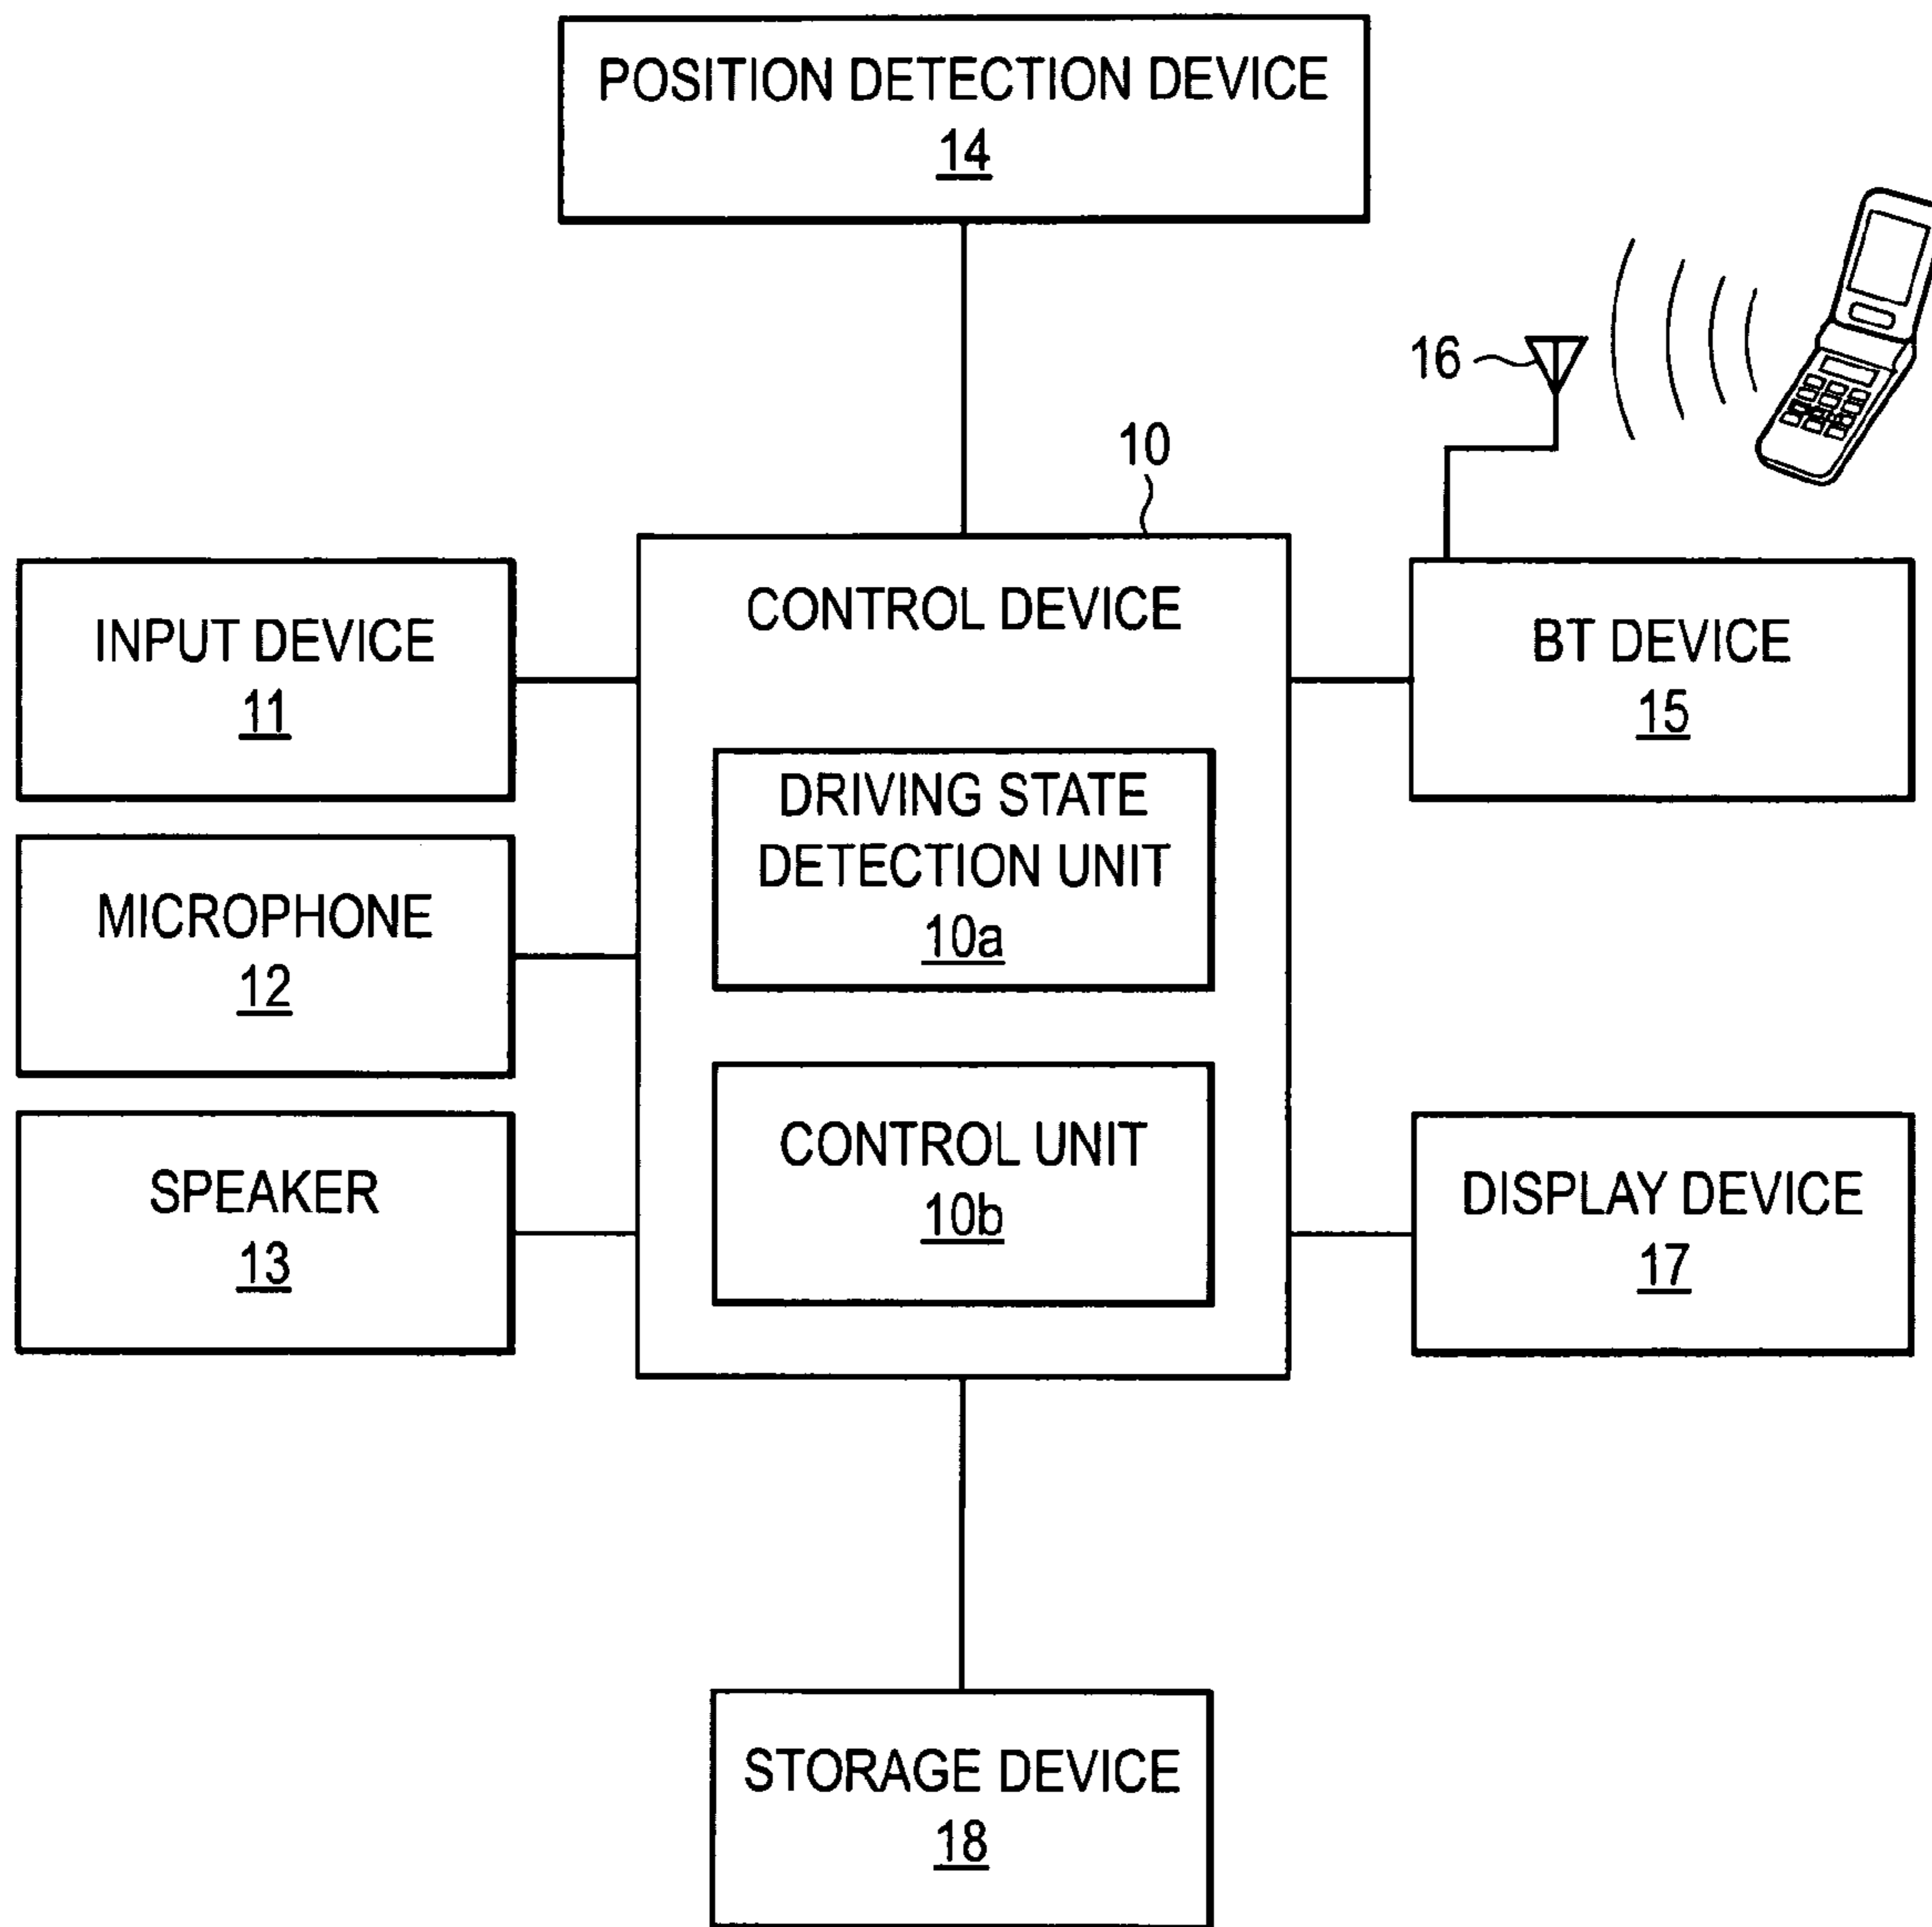 POSITION DETECTION DEVICE
14
16
10
INPUT DEVICE
11
MICROPHONE
12
SPEAKER
13
CONTROL DEVICE
DRIVING STATE
DETECTION UNIT
10a
CONTROL UNIT
10b
BT DEVICE
15
DISPLAY DEVICE
17
STORAGE DEVICE
18